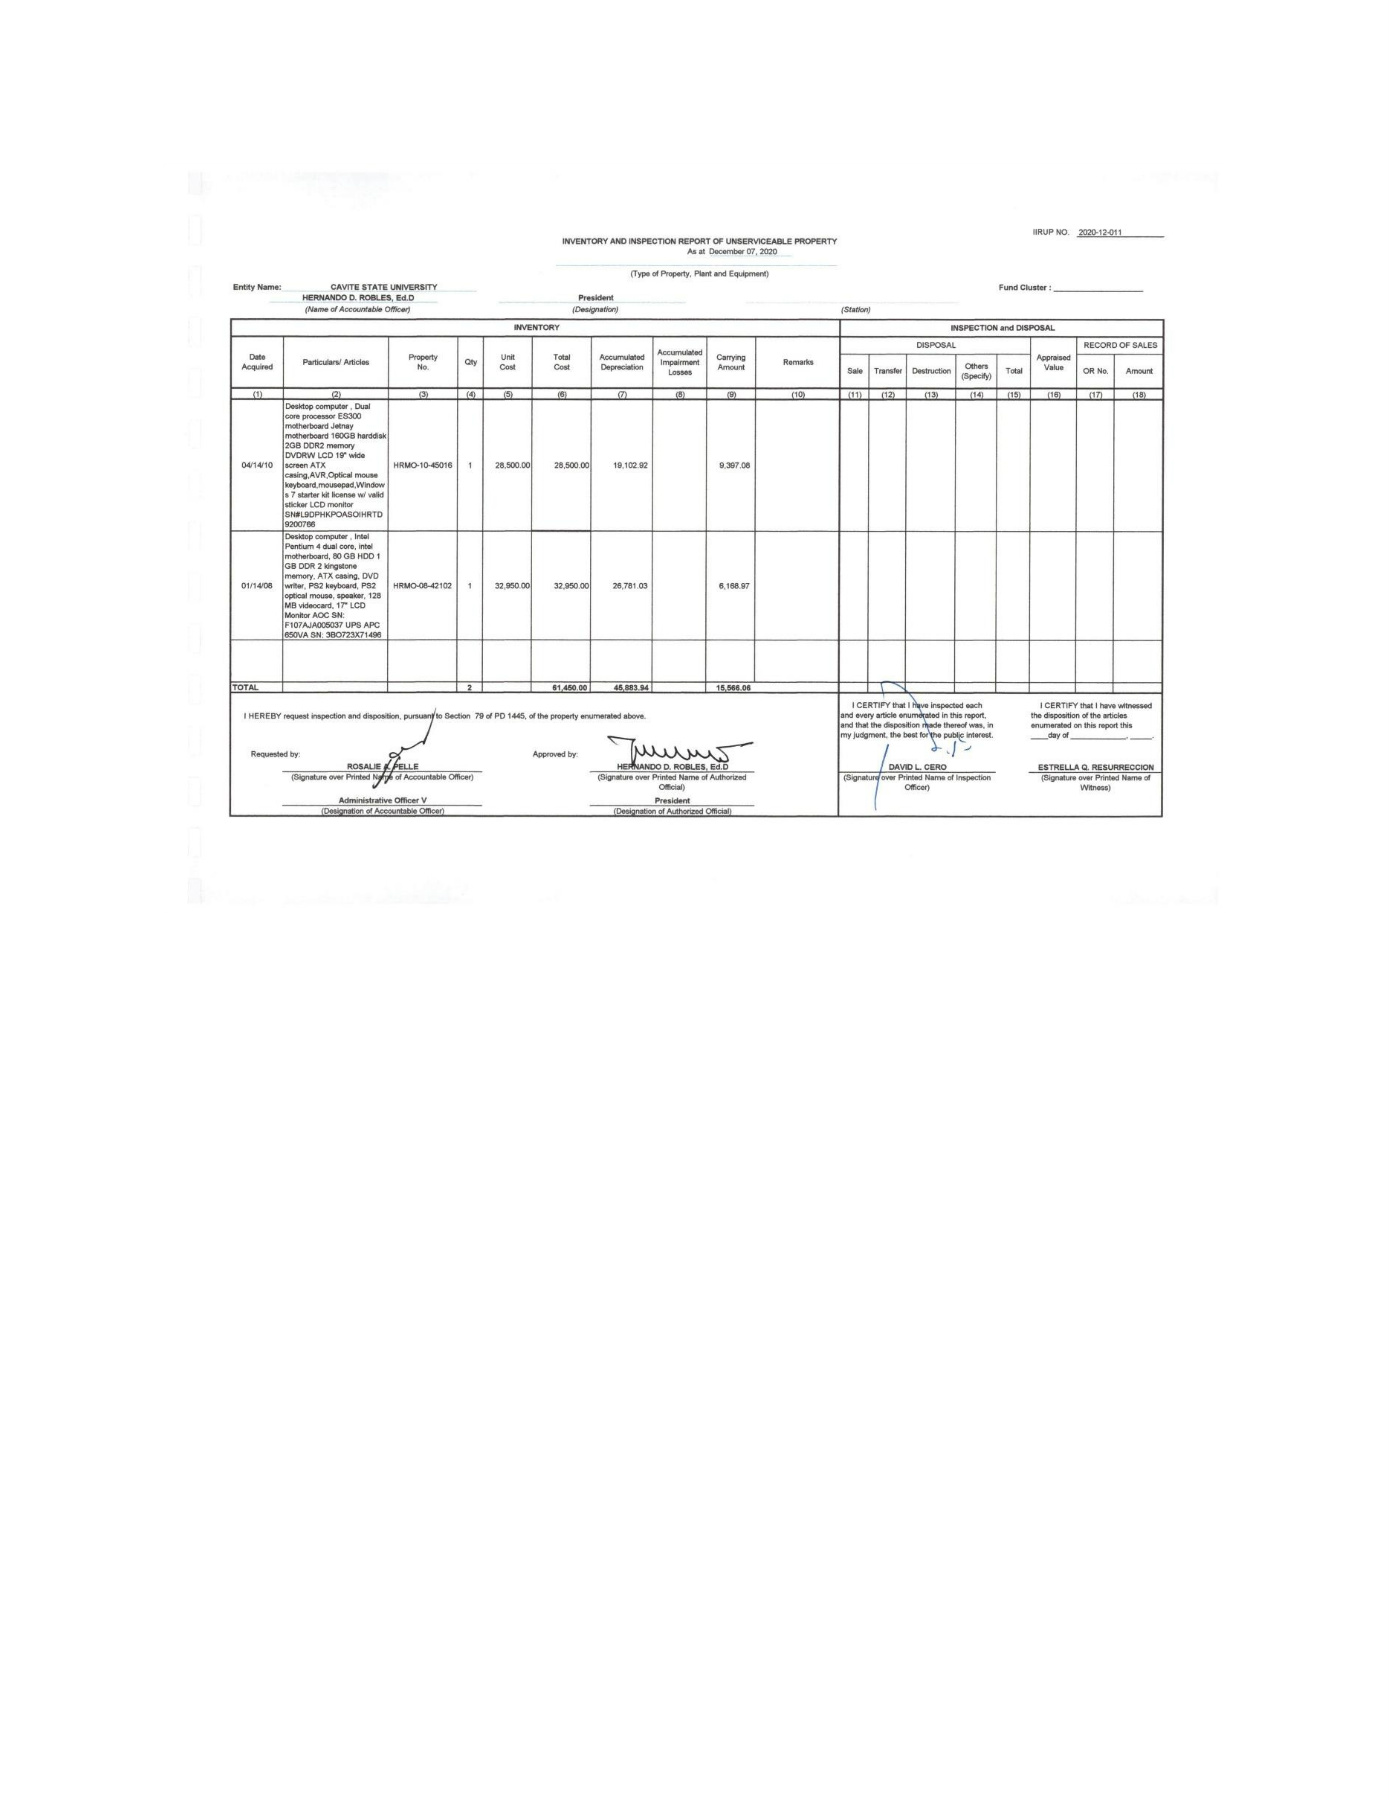 IIRUP NO. 2020-12-011
INVENTORY AND INSPECTION REPORT OF UNSERVICEABLE PROPERTY
As at December 07, 2020
(Type of Property, Plant and Equipment)
Entity Name: CAVITE STATE UNIVERSITY Fund Cluster :
HERNANDO D. ROBLES, Ed.D President
(Name of Accountable Officer) (Designation) (Station)
INVENTORY INSPECTION and DISPOSAL
DISPOSAL RECORD OF SALES
Date Acquired Particulars/ Articles Property No. Qty Unit Cost Total Cost Accumulated Depreciation Accumulated Impairment Losses Carrying Amount Remarks Sale Transfer Destruction Others (Specify) Total Appraised Value OR No. Amount
(1) (2) (3) (4) (5) (6) (7) (8) (9) (10) (11) (12) (13) (14) (15) (16) (17) (18)
Desktop computer , Dual
core processor ES300
motherboard Jetnay
motherboard 160GB harddisk
2GB DDR2 memory
DVDRW LCD 19" wide
04/14/10 screen ATX HRMO-10-45016 1 28,500.00 28,500.00 19,102.92 9,397.08
casing,AVR,Optical mouse
keyboard,mousepad,Window
s 7 starter kit license w/ valid
sticker LCD monitor
SN#L9DPHKPOASOIHRTD
9200766
Desktop computer , Intel
Pentium 4 dual core, intel
motherboard, 80 GB HDD 1
GB DDR 2 kingstone
memory, ATX casing, DVD
01/14/08 writer, PS2 keyboard, PS2 HRMO-08-42102 1 32,950.00 32,950.00 26,781.03 6,168.97
optical mouse, speaker, 128
MB videocard, 17" LCD
Monitor AOC SN:
F107AJA005037 UPS APC
650VA SN: 3BO723X71496
TOTAL 2 61,450.00 45,883.94 15,566.06
I HEREBY request inspection and disposition, pursuant to Section 79 of PD 1445, of the property enumerated above.
I CERTIFY that I have inspected each
and every article enumerated in this report,
and that the disposition made thereof was, in
my judgment, the best for the public interest.
I CERTIFY that I have witnessed
the disposition of the articles
enumerated on this report this
____day of ______________, _____.
Requested by: Approved by:
ROSALIE A. PELLE HERNANDO D. ROBLES, Ed.D DAVID L. CERO ESTRELLA Q. RESURRECCION
(Signature over Printed Name of Accountable Officer) (Signature over Printed Name of Authorized Official) (Signature over Printed Name of Inspection Officer) (Signature over Printed Name of Witness)
Administrative Officer V President
(Designation of Accountable Officer) (Designation of Authorized Official)